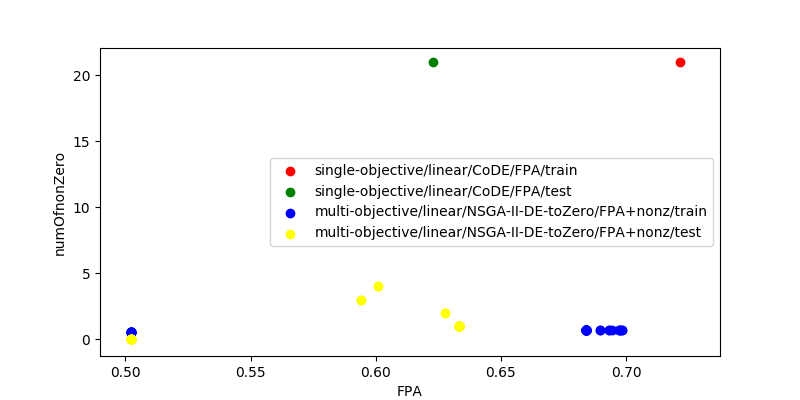 20
15
10
5
0
numOfnonZero
single-objective/linear/CoDE/FPA/train
single-objective/linear/CoDE/FPA/test
multi-objective/linear/NSGA-II-DE-toZero/FPA+nonz/train
multi-objective/linear/NSGA-II-DE-toZero/FPA+nonz/test
0.50 0.55 0.60 0.65 0.70
FPA